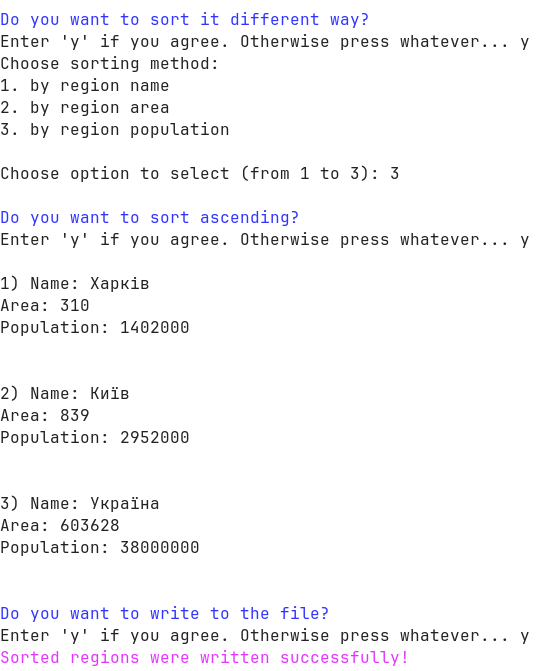 Do you want to sort it different way?
Enter 'y' if you agree. Otherwise press whatever... y
Choose sorting method:
1. by region name
2. by region area
3. by region population
Choose option to select (from 1 to 3): 3
Do you want to sort ascending?
Enter 'y' if you agree. Otherwise press whatever... y
1) Name: Харків
Area: 310
Population: 1402000
2) Name: Київ
Area: 839
Population: 2952000
3) Name: Україна
Area: 603628
Population: 38000000
Do you want to write to the file?
Enter 'y' if you agree. Otherwise press whatever... y
Sorted regions were written successfully!